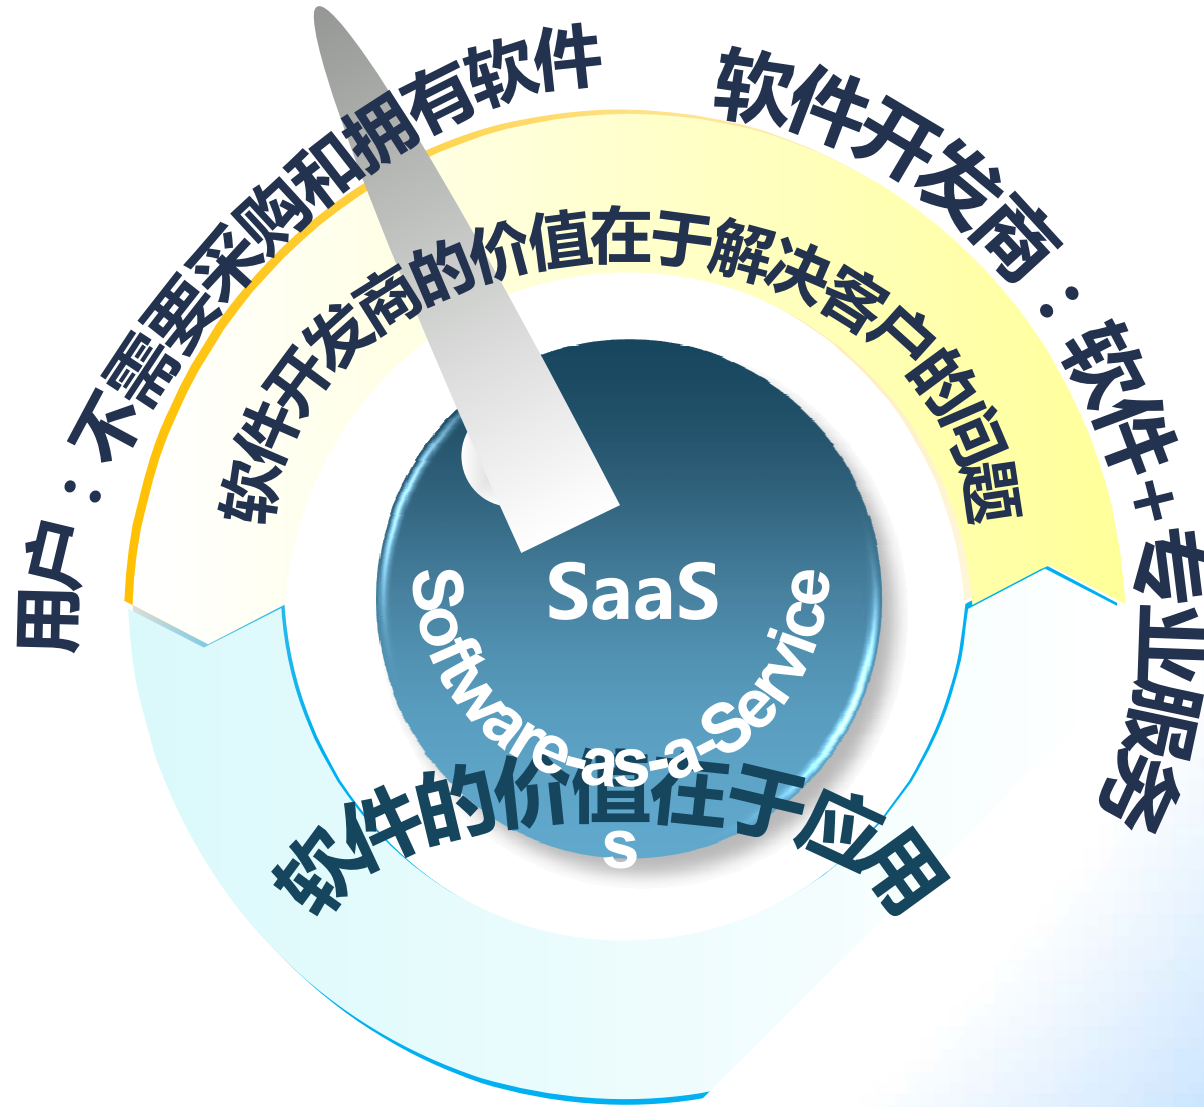 用户：不需要采购和拥有软件
软件开发商：软件+专业服务
软件开发商的价值在于解决客户的问题
SaaS
Software-as-a-Service
软件的价值在于应用
s